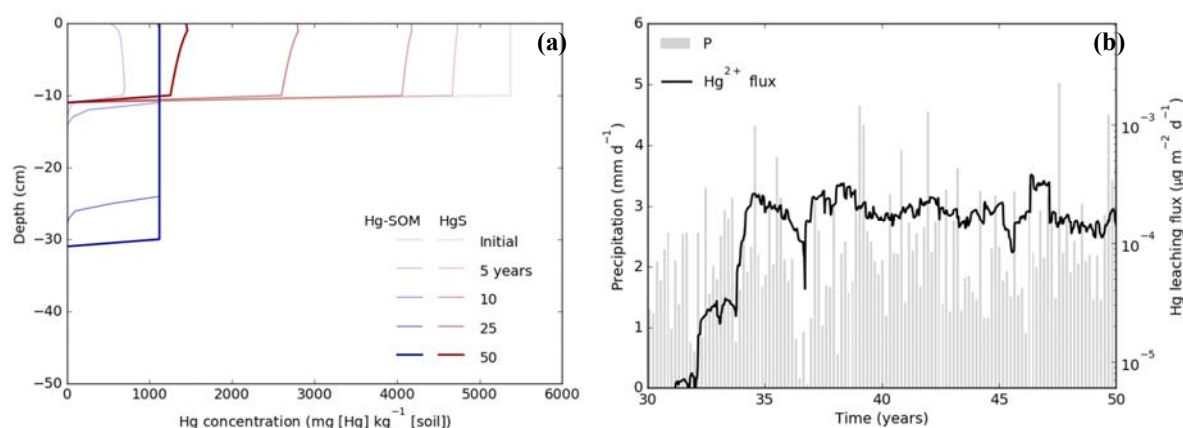 (a)
0
−10
−20
−30
−40
−50
Depth (cm)
Hg-SOM HgS
Initial
5 years
10
25
50
0 1000 2000 3000 4000 5000 6000
Hg concentration (mg [Hg] kg⁻¹ [soil])
(b)
P
Hg²⁺ flux
6
5
4
3
2
1
0
Precipitation (mm d⁻¹)
10⁻³
10⁻⁴
10⁻⁵
Hg leaching flux (µg m⁻² d⁻¹)
30 35 40 45 50
Time (years)